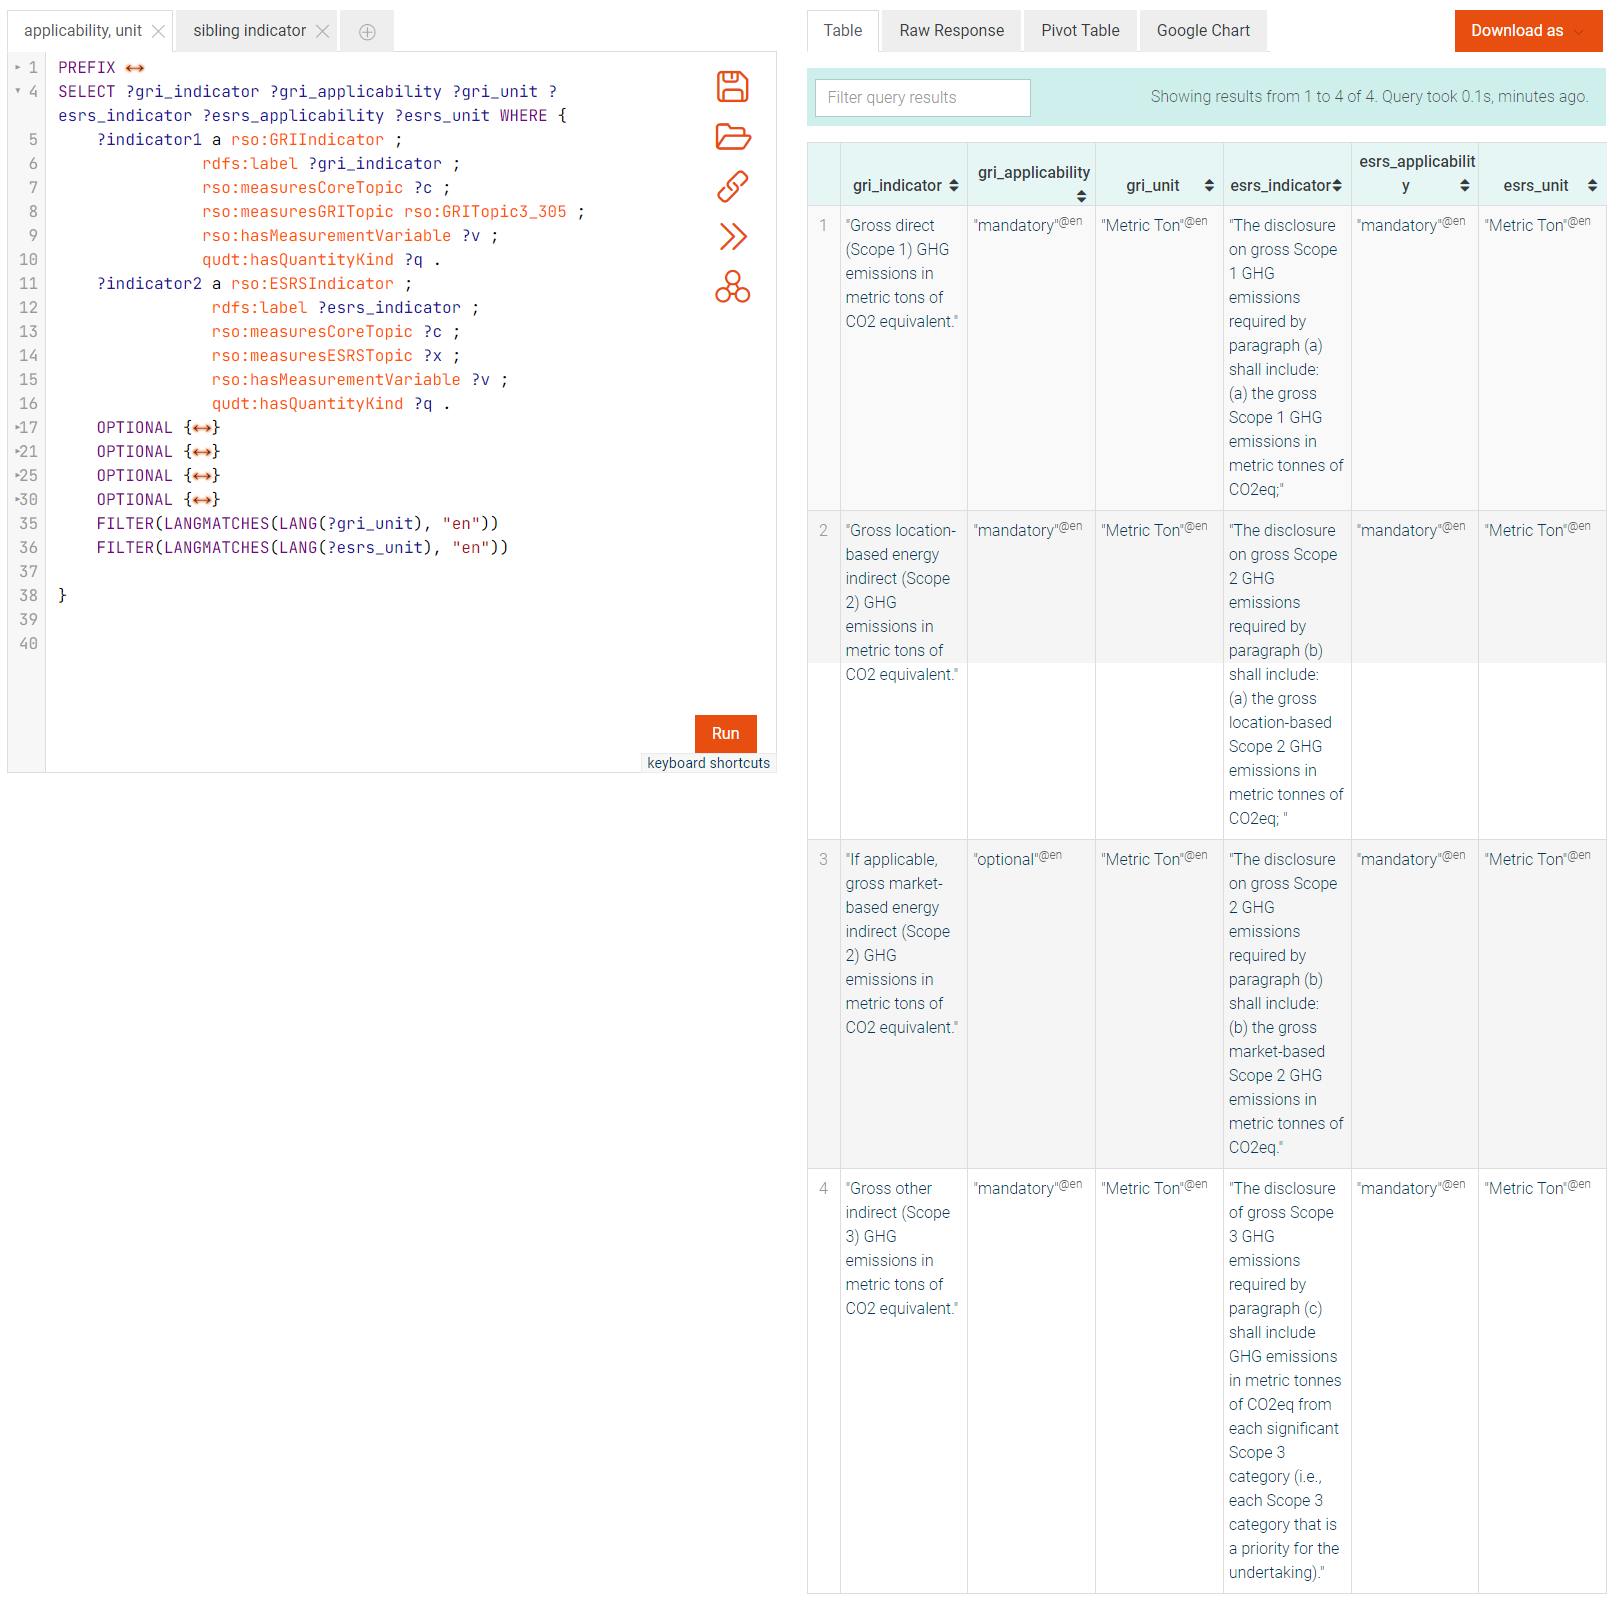 applicability, unit
sibling indicator
1 PREFIX
4 SELECT ?gri_indicator ?gri_applicability ?gri_unit ?
esrs_indicator ?esrs_applicability ?esrs_unit WHERE {
5 ?indicator1 a rso:GRIIndicator ;
6 rdfs:label ?gri_indicator ;
7 rso:measuresCoreTopic ?c ;
8 rso:measuresGRITopic rso:GRITopic3_305 ;
9 rso:hasMeasurementVariable ?v ;
10 qudt:hasQuantityKind ?q .
11 ?indicator2 a rso:ESRSIndicator ;
12 rdfs:label ?esrs_indicator ;
13 rso:measuresCoreTopic ?c ;
14 rso:measuresESRSTopic ?x ;
15 rso:hasMeasurementVariable ?v ;
16 qudt:hasQuantityKind ?q .
17 OPTIONAL {↔}
21 OPTIONAL {↔}
25 OPTIONAL {↔}
30 OPTIONAL {↔}
35 FILTER(LANGMATCHES(LANG(?gri_unit), "en"))
36 FILTER(LANGMATCHES(LANG(?esrs_unit), "en"))
37
38 }
39
40
Run
keyboard shortcuts
Table
Raw Response
Pivot Table
Google Chart
Download as
Filter query results
Showing results from 1 to 4 of 4. Query took 0.1s, minutes ago.
gri_indicator
gri_applicability
gri_unit
esrs_indicator
esrs_applicabilit
y
esrs_unit
1
"Gross direct
(Scope 1) GHG
emissions in
metric tons of
CO2 equivalent."
"mandatory"@en
"Metric Ton"@en
"The disclosure
on gross Scope
1 GHG
emissions
required by
paragraph (a)
shall include:
(a) the gross
Scope 1 GHG
emissions in
metric tonnes of
CO2eq;"
"mandatory"@en
"Metric Ton"@en
2
"Gross location-
based energy
indirect (Scope
2) GHG
emissions in
metric tons of
CO2 equivalent."
"mandatory"@en
"Metric Ton"@en
"The disclosure
on gross Scope
2 GHG
emissions
required by
paragraph (b)
shall include:
(a) the gross
location-based
Scope 2 GHG
emissions in
metric tonnes of
CO2eq; "
"mandatory"@en
"Metric Ton"@en
3
"If applicable,
gross market-
based energy
indirect (Scope
2) GHG
emissions in
metric tons of
CO2 equivalent."
"optional"@en
"Metric Ton"@en
"The disclosure
on gross Scope
2 GHG
emissions
required by
paragraph (b)
shall include:
(b) the gross
market-based
Scope 2 GHG
emissions in
metric tonnes of
CO2eq."
"mandatory"@en
"Metric Ton"@en
4
"Gross other
indirect (Scope
3) GHG
emissions in
metric tons of
CO2 equivalent."
"mandatory"@en
"Metric Ton"@en
"The disclosure
of gross Scope
3 GHG
emissions
required by
paragraph (c)
shall include
GHG emissions
in metric tonnes
of CO2eq from
each significant
Scope 3
category (i.e.,
each Scope 3
category that is
a priority for the
undertaking)."
"mandatory"@en
"Metric Ton"@en